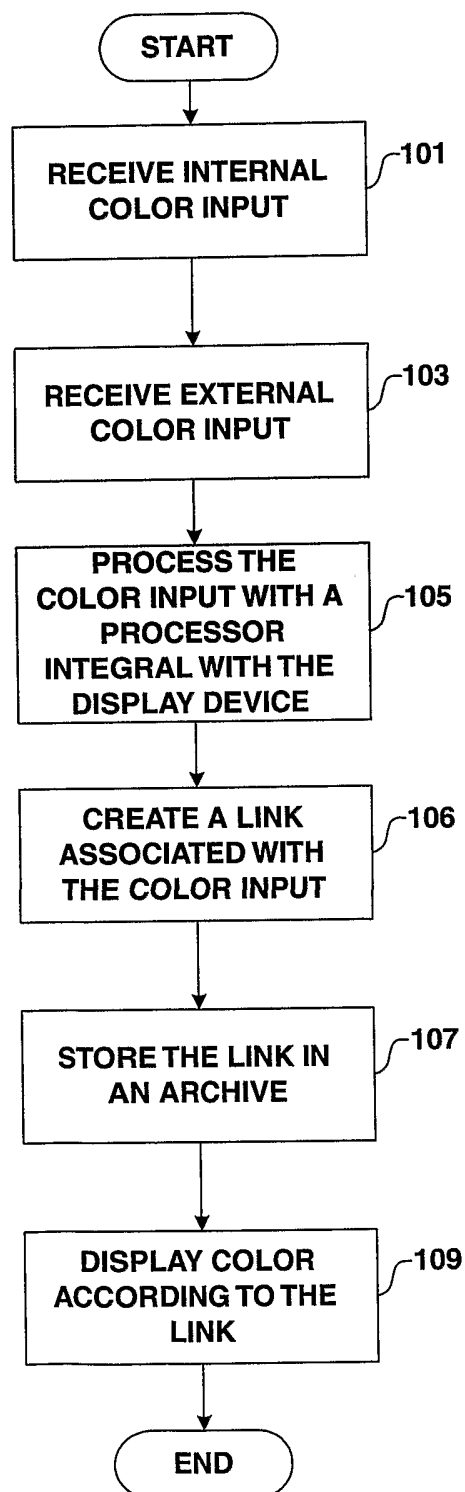 START
RECEIVE INTERNAL
COLOR INPUT
101
RECEIVE EXTERNAL
COLOR INPUT
103
PROCESS THE
COLOR INPUT WITH A
PROCESSOR
INTEGRAL WITH THE
DISPLAY DEVICE
105
CREATE A LINK
ASSOCIATED WITH
THE COLOR INPUT
106
STORE THE LINK IN
AN ARCHIVE
107
DISPLAY COLOR
ACCORDING TO THE
LINK
109
END